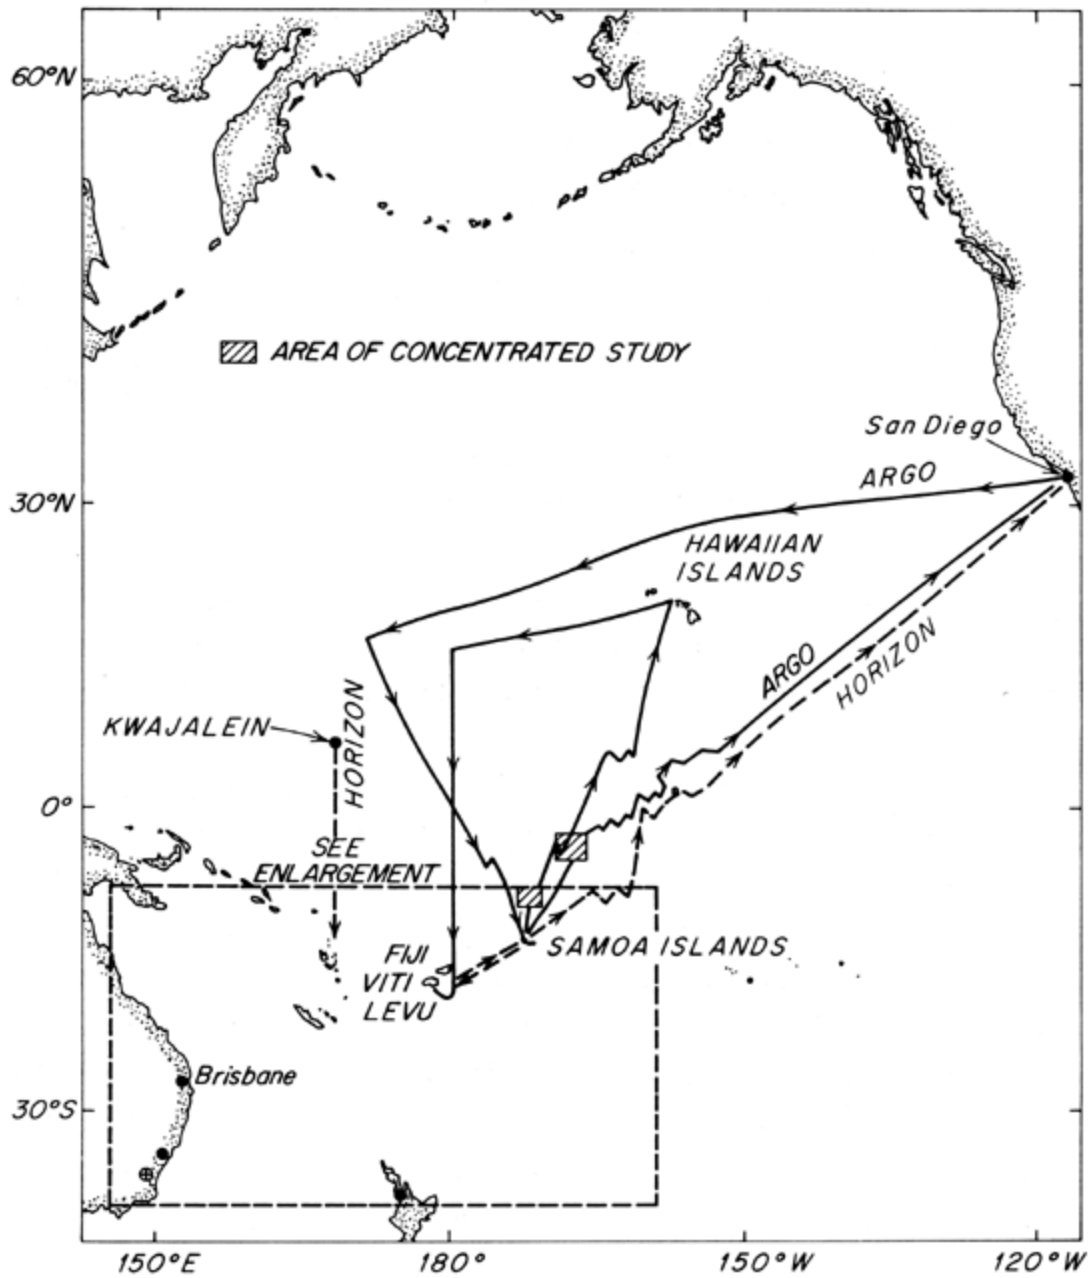 60°N
AREA OF CONCENTRATED STUDY
San Diego
ARGO
30°N
HAWAIIAN
ISLANDS
ARGO
HORIZON
KWAJALEIN
HORIZON
0°
SEE
ENLARGEMENT
FIJI
VITI
LEVU
SAMOA ISLANDS
Brisbane
30°S
150°E
180°
150°W
120°W